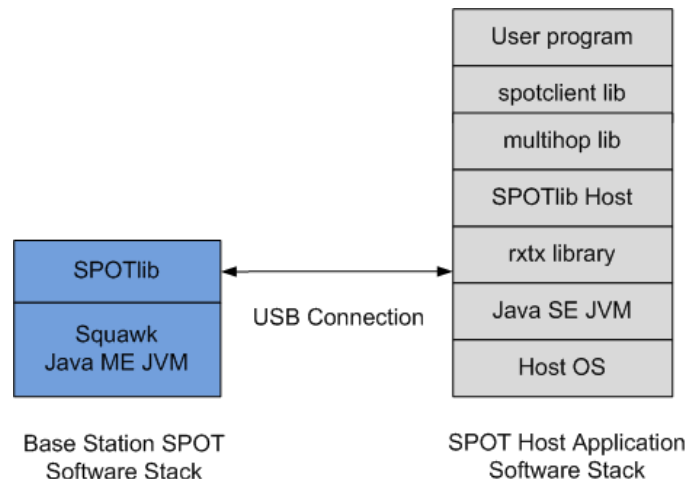 User program
spotclient lib
multihop lib
SPOTlib Host
rxtx library
Java SE JVM
Host OS
SPOTlib
Squawk
Java ME JVM
USB Connection
Base Station SPOT
Software Stack
SPOT Host Application
Software Stack